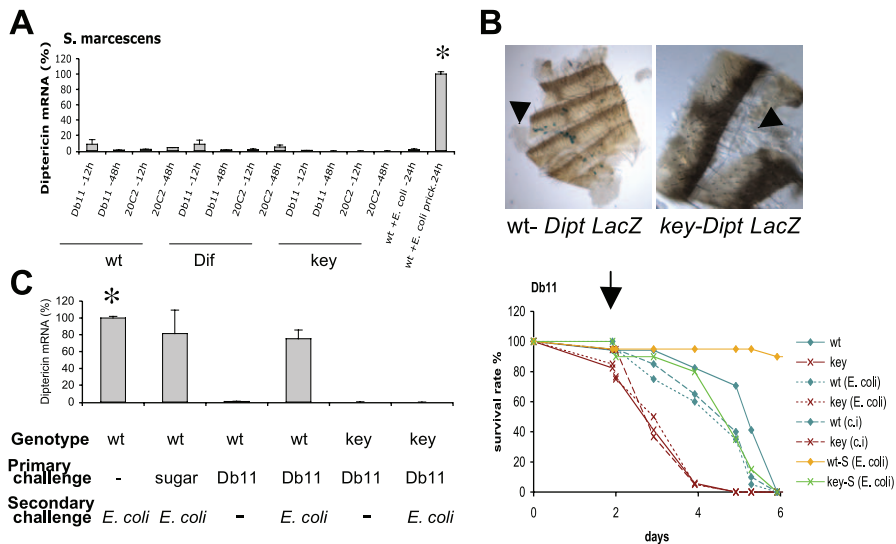 A
S. marcescens
Diptericin mRNA (%)
120
100
80
60
40
20
0
*
Db11 -12h
Db11 -48h
20C2 -12h
20C2 -48h
Db11 -12h
Db11 -48h
20C2 -12h
20C2 -48h
Db11 -12h
Db11 -48h
20C2 -12h
20C2 -48h
wt +E. coli -24h
wt +E. coli prick.24h
wt
Dif
key
B
wt- Dipt LacZ
key-Dipt LacZ
C
Diptericin mRNA (%)
120
100
80
60
40
20
0
*
Genotype
wt
wt
wt
wt
key
key
Primary challenge
-
sugar
Db11
Db11
Db11
Db11
Secondary challenge
E. coli
E. coli
-
E. coli
-
E. coli
Db11
survival rate %
120
100
80
60
40
20
0
0
2
4
6
days
wt
key
wt (E. coli)
key (E. coli)
wt (c.i)
key (c.i)
wt-S (E. coli)
key-S (E. coli)